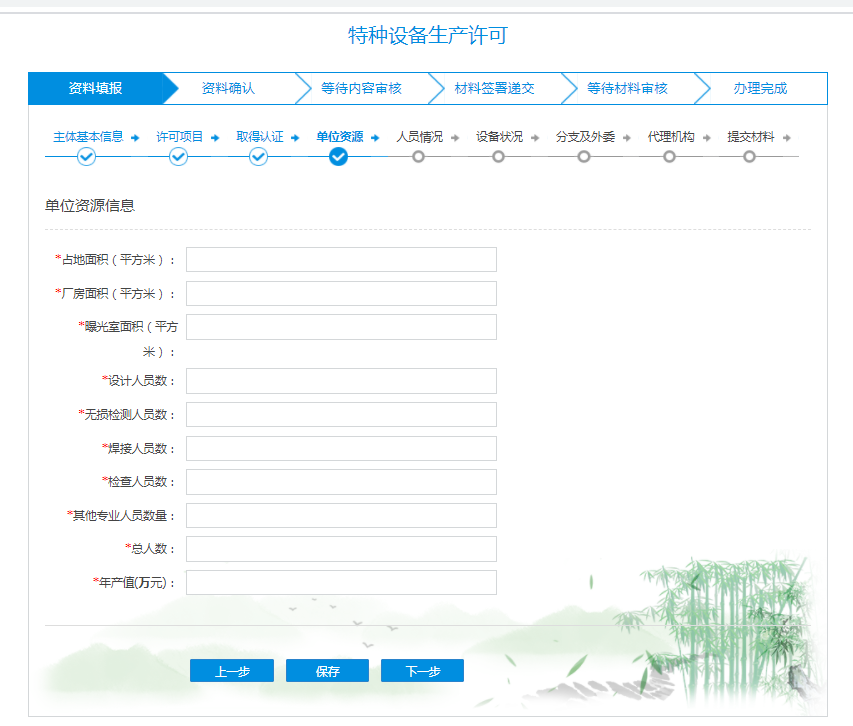 特种设备生产许可
资料填报 资料确认 等待内容审核 材料签署递交 等待材料审核 办理完成
主体基本信息 许可项目 取得认证 单位资源 人员情况 设备状况 分支及外委 代理机构 提交材料
单位资源信息
*占地面积（平方米）：
*厂房面积（平方米）：
*曝光室面积（平方
米）：
*设计人员数：
*无损检测人员数：
*焊接人员数：
*检查人员数：
*其他专业人员数量：
*总人数：
*年产值(万元)：
上一步 保存 下一步